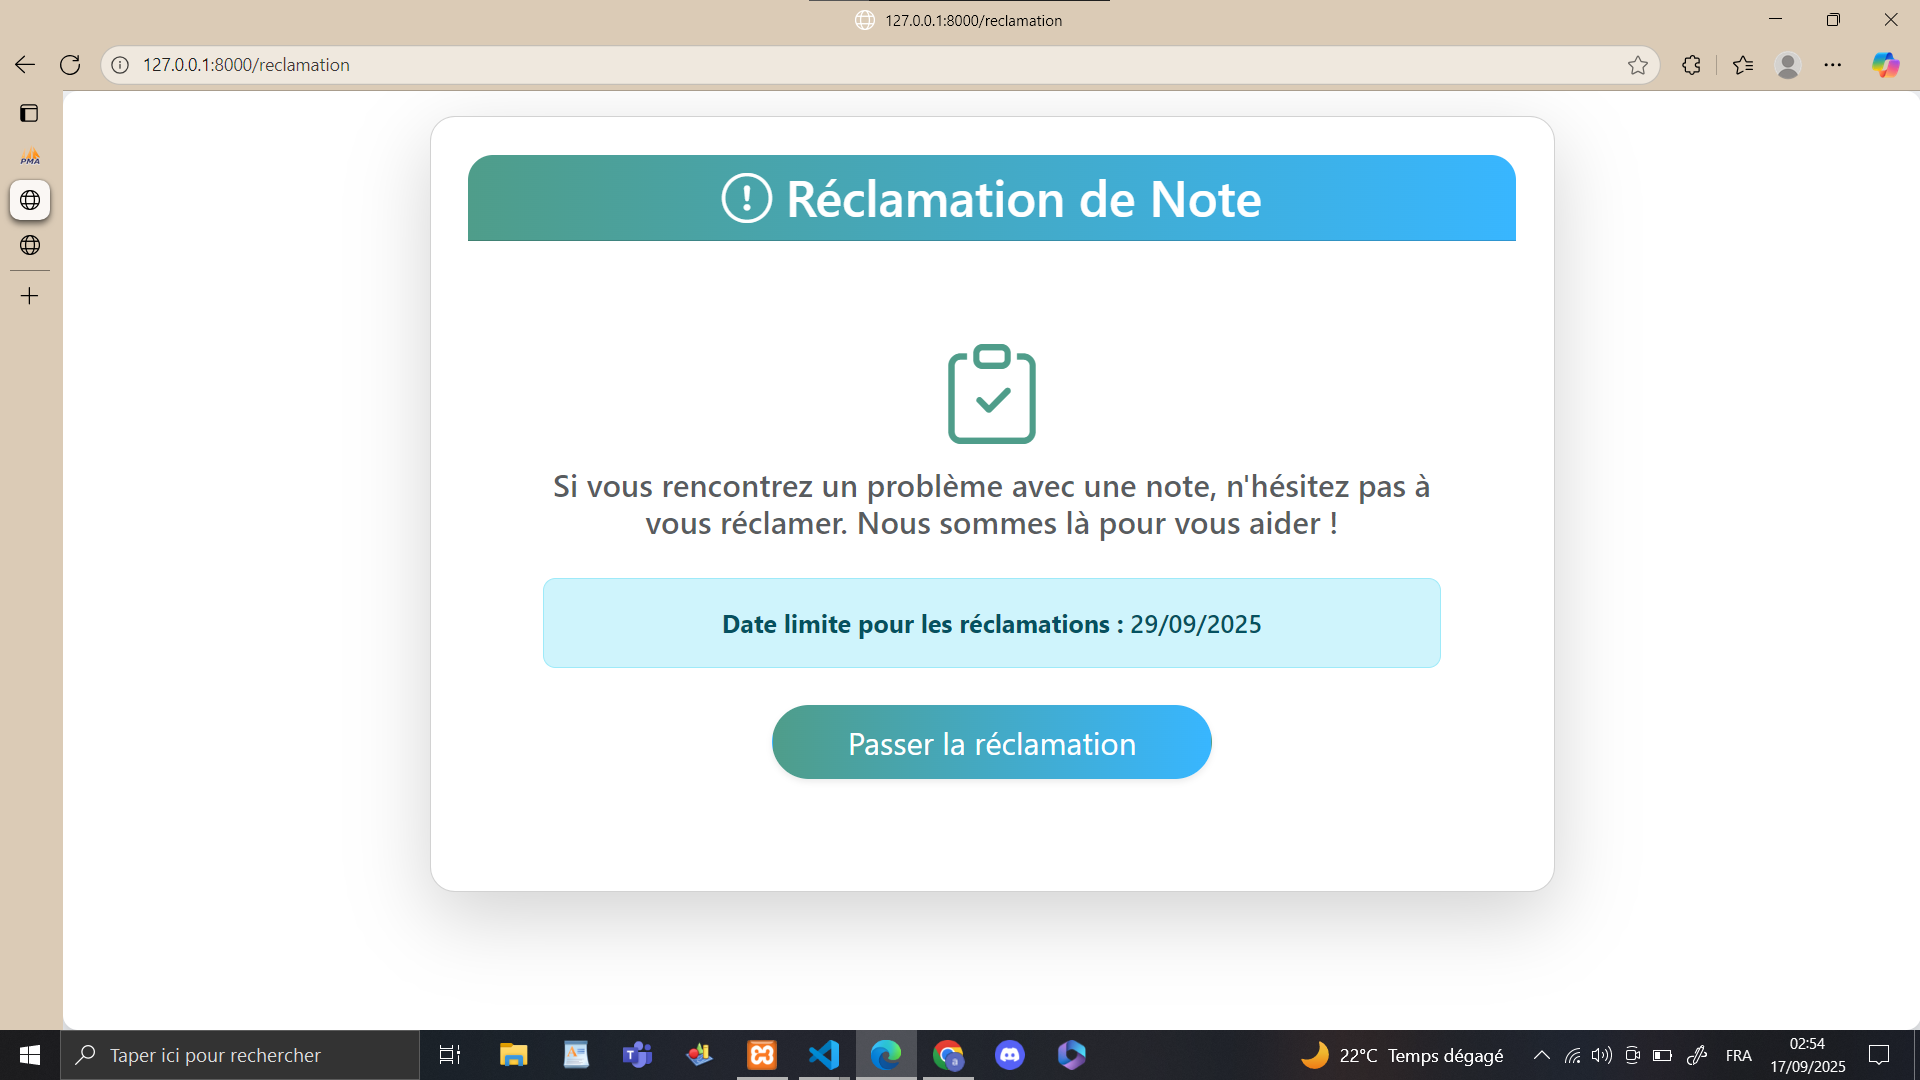 127.0.0.1:8000/reclamation
127.0.0.1:8000/reclamation
PMA
Réclamation de Note
Si vous rencontrez un problème avec une note, n'hésitez pas à
vous réclamer. Nous sommes là pour vous aider !
Date limite pour les réclamations : 29/09/2025
Passer la réclamation
Taper ici pour rechercher
22°C Temps dégagé
FRA
02:54
17/09/2025